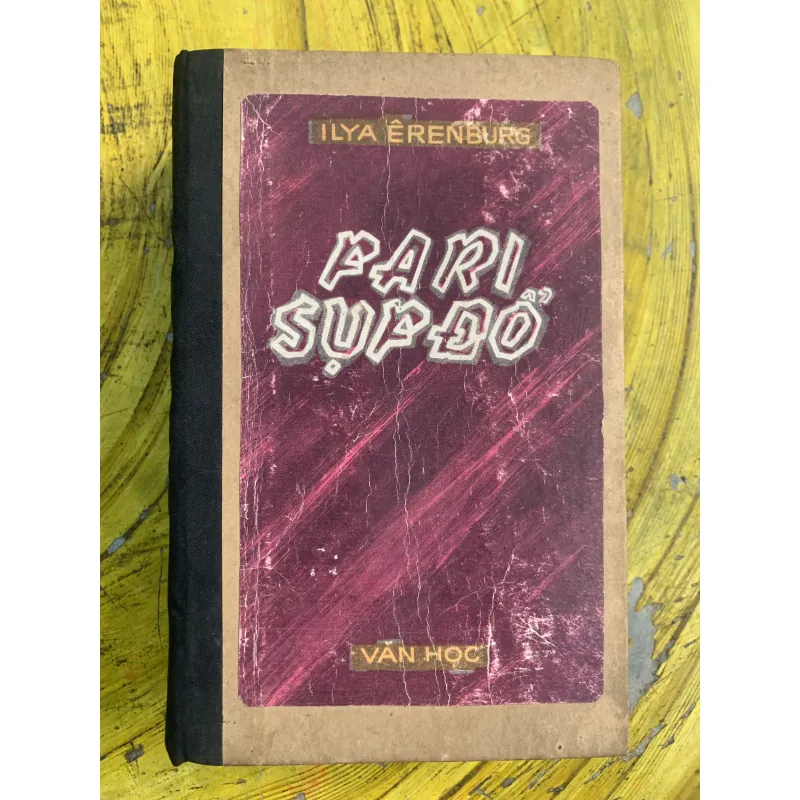 ILYA ÊRENBURG
PARI
SỤP ĐỔ
VĂN HỌC